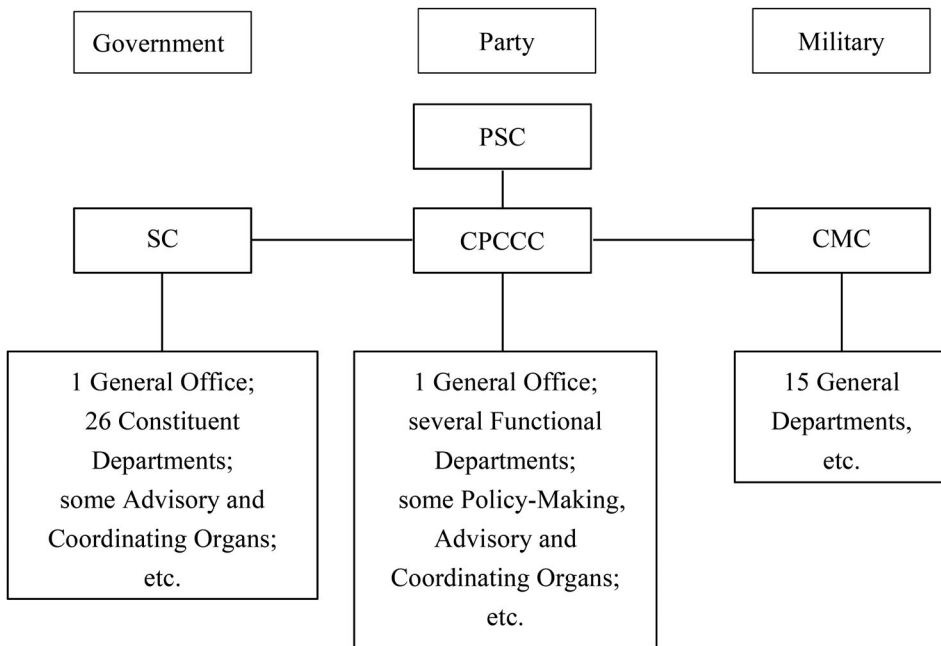 Government
Party
Military
PSC
SC
CPCCC
CMC
1 General Office;
26 Constituent
Departments;
some Advisory and
Coordinating Organs;
etc.
1 General Office;
several Functional
Departments;
some Policy-Making,
Advisory and
Coordinating Organs;
etc.
15 General
Departments,
etc.